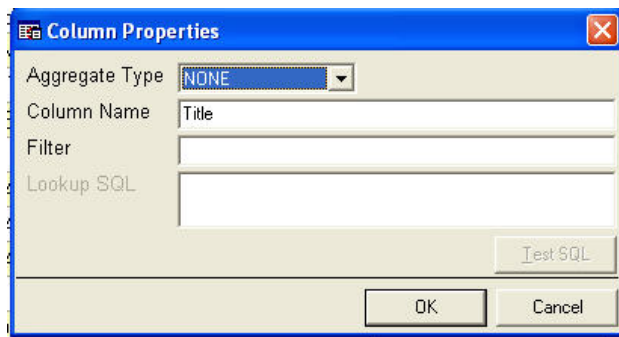 Column Properties
Aggregate Type NONE
Column Name Title
Filter
Lookup SQL
Test SQL
OK Cancel